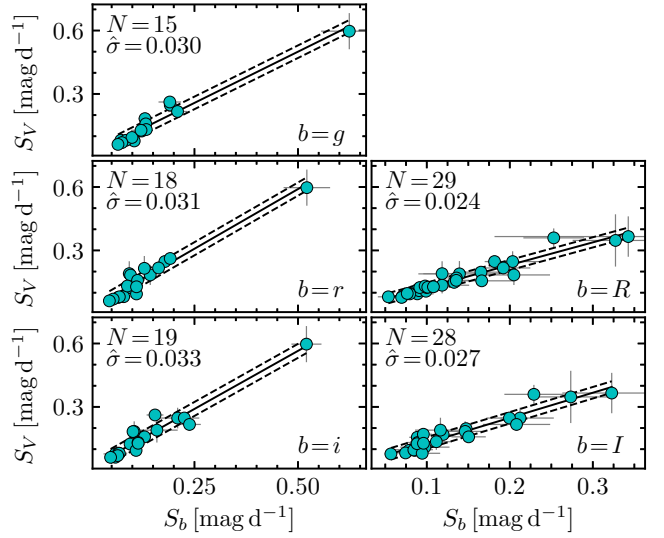 N = 15
σ̂ = 0.030
b = g
0.6
0.3
S_V [mag d⁻¹]
N = 18
σ̂ = 0.031
b = r
0.6
0.3
S_V [mag d⁻¹]
N = 29
σ̂ = 0.024
b = R
N = 19
σ̂ = 0.033
b = i
0.6
0.3
S_V [mag d⁻¹]
N = 28
σ̂ = 0.027
b = I
0.25 0.50
S_b [mag d⁻¹]
0.1 0.2 0.3
S_b [mag d⁻¹]